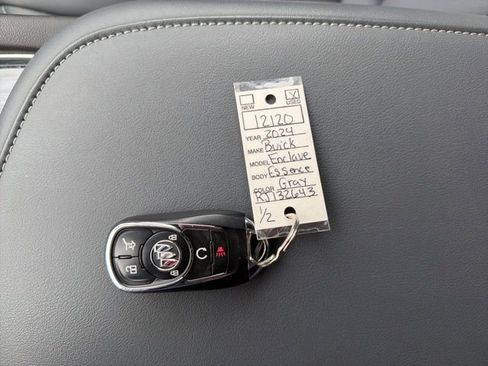 NEW USED
12120
YEAR 2024
MAKE Buick
MODEL Enclave
BODY Essence
COLOR Gray
RJ132643
1/2